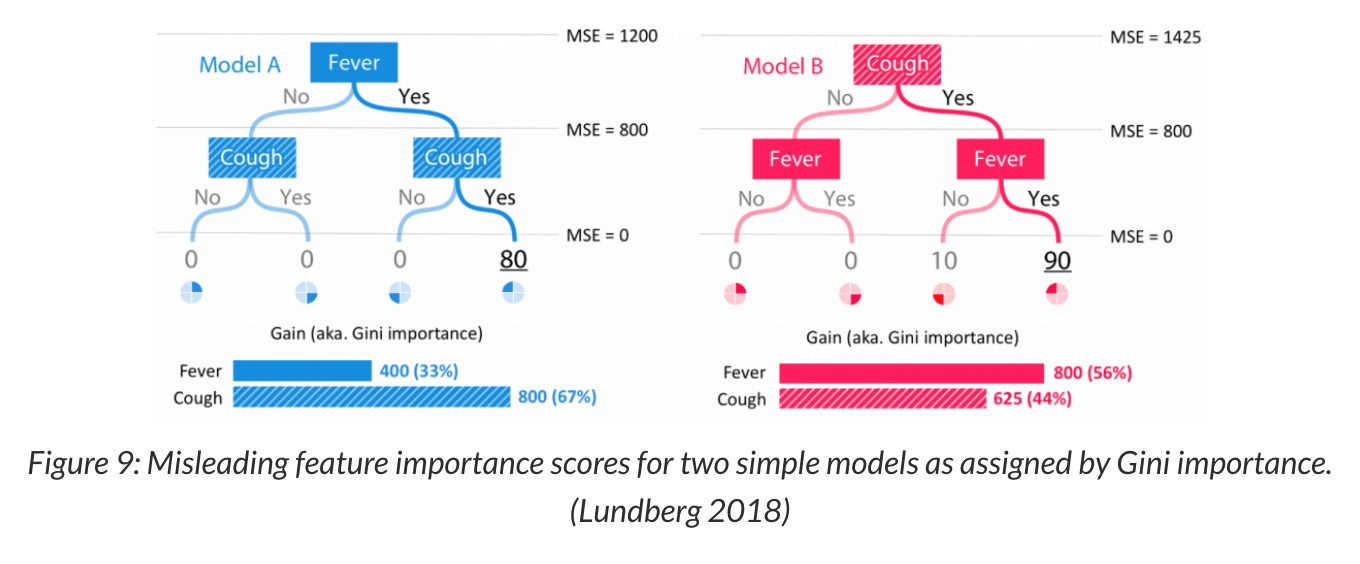 MSE = 1200
Model A
Fever
No
Yes
MSE = 800
Cough
Cough
No
Yes
No
Yes
MSE = 0
0
0
0
80
Gain (aka. Gini importance)
Fever
400 (33%)
Cough
800 (67%)
MSE = 1425
Model B
Cough
No
Yes
MSE = 800
Fever
Fever
No
Yes
No
Yes
MSE = 0
0
0
10
90
Gain (aka. Gini importance)
Fever
800 (56%)
Cough
625 (44%)
Figure 9: Misleading feature importance scores for two simple models as assigned by Gini importance.
(Lundberg 2018)